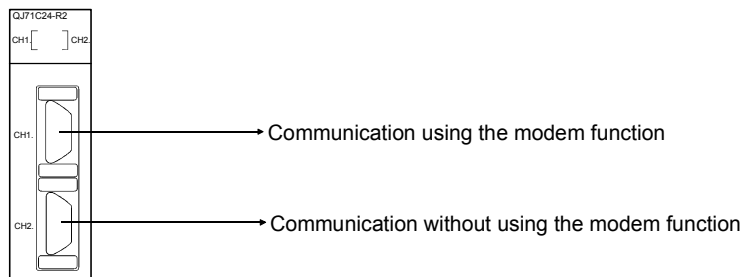 QJ71C24-R2
CH1. CH2.
CH1. Communication using the modem function
CH2. Communication without using the modem function